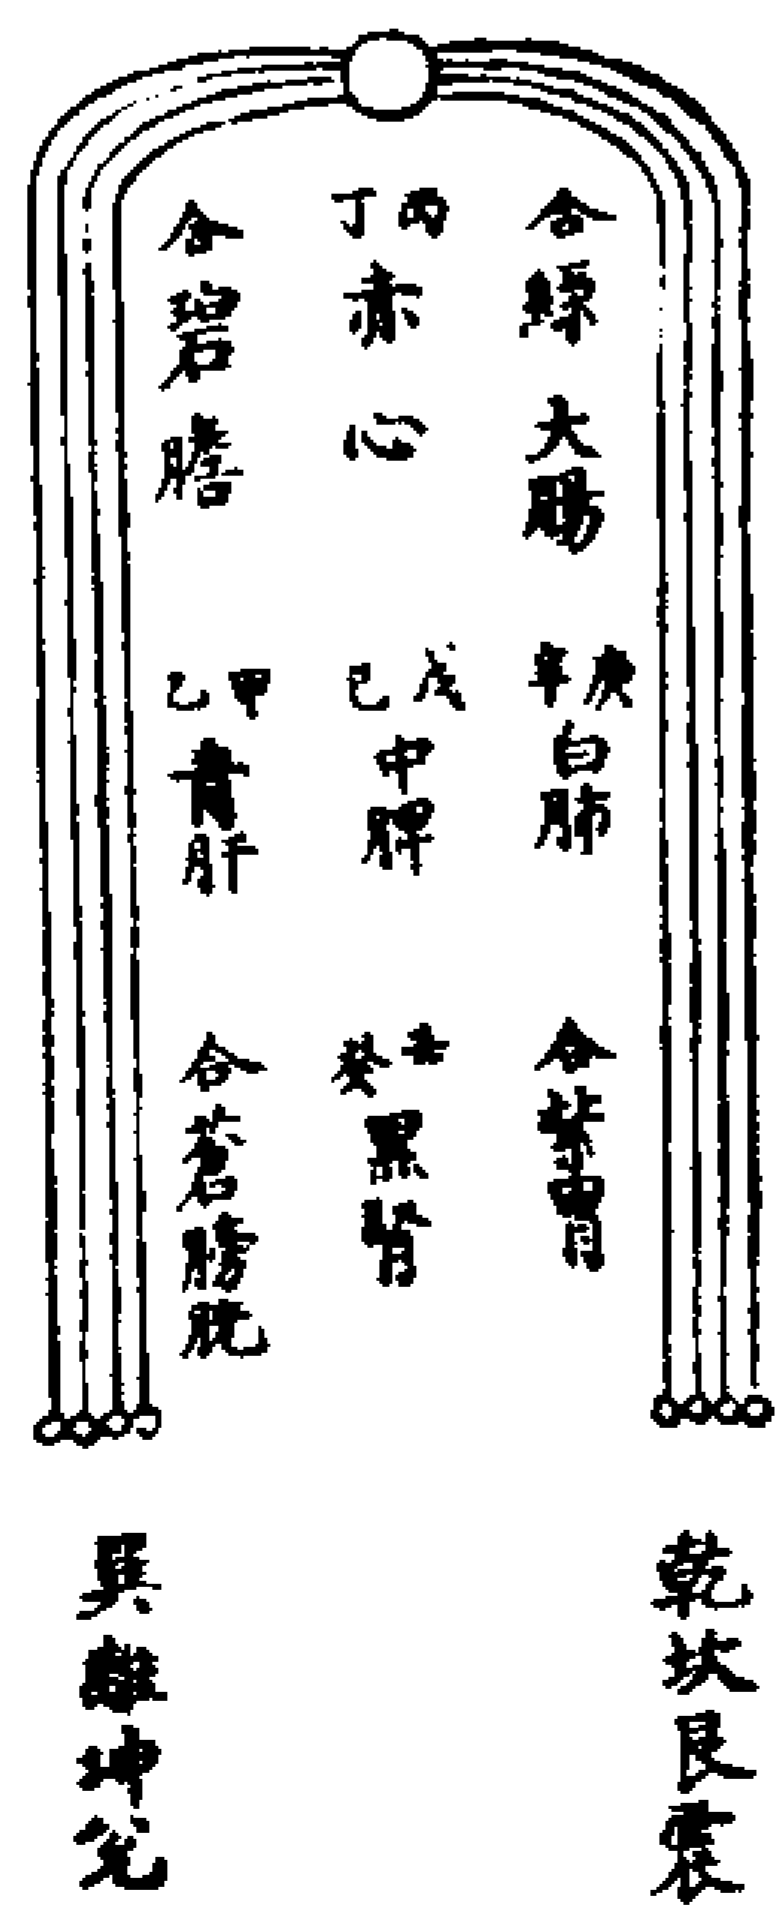 合綠大腸
庚辛
白肺
合紫胃
丙丁
赤心
戊己
中脾
壬癸
黑腎
合碧膽
甲乙
青肝
合蒼膀胱
乾坎艮震
巽離坤兌